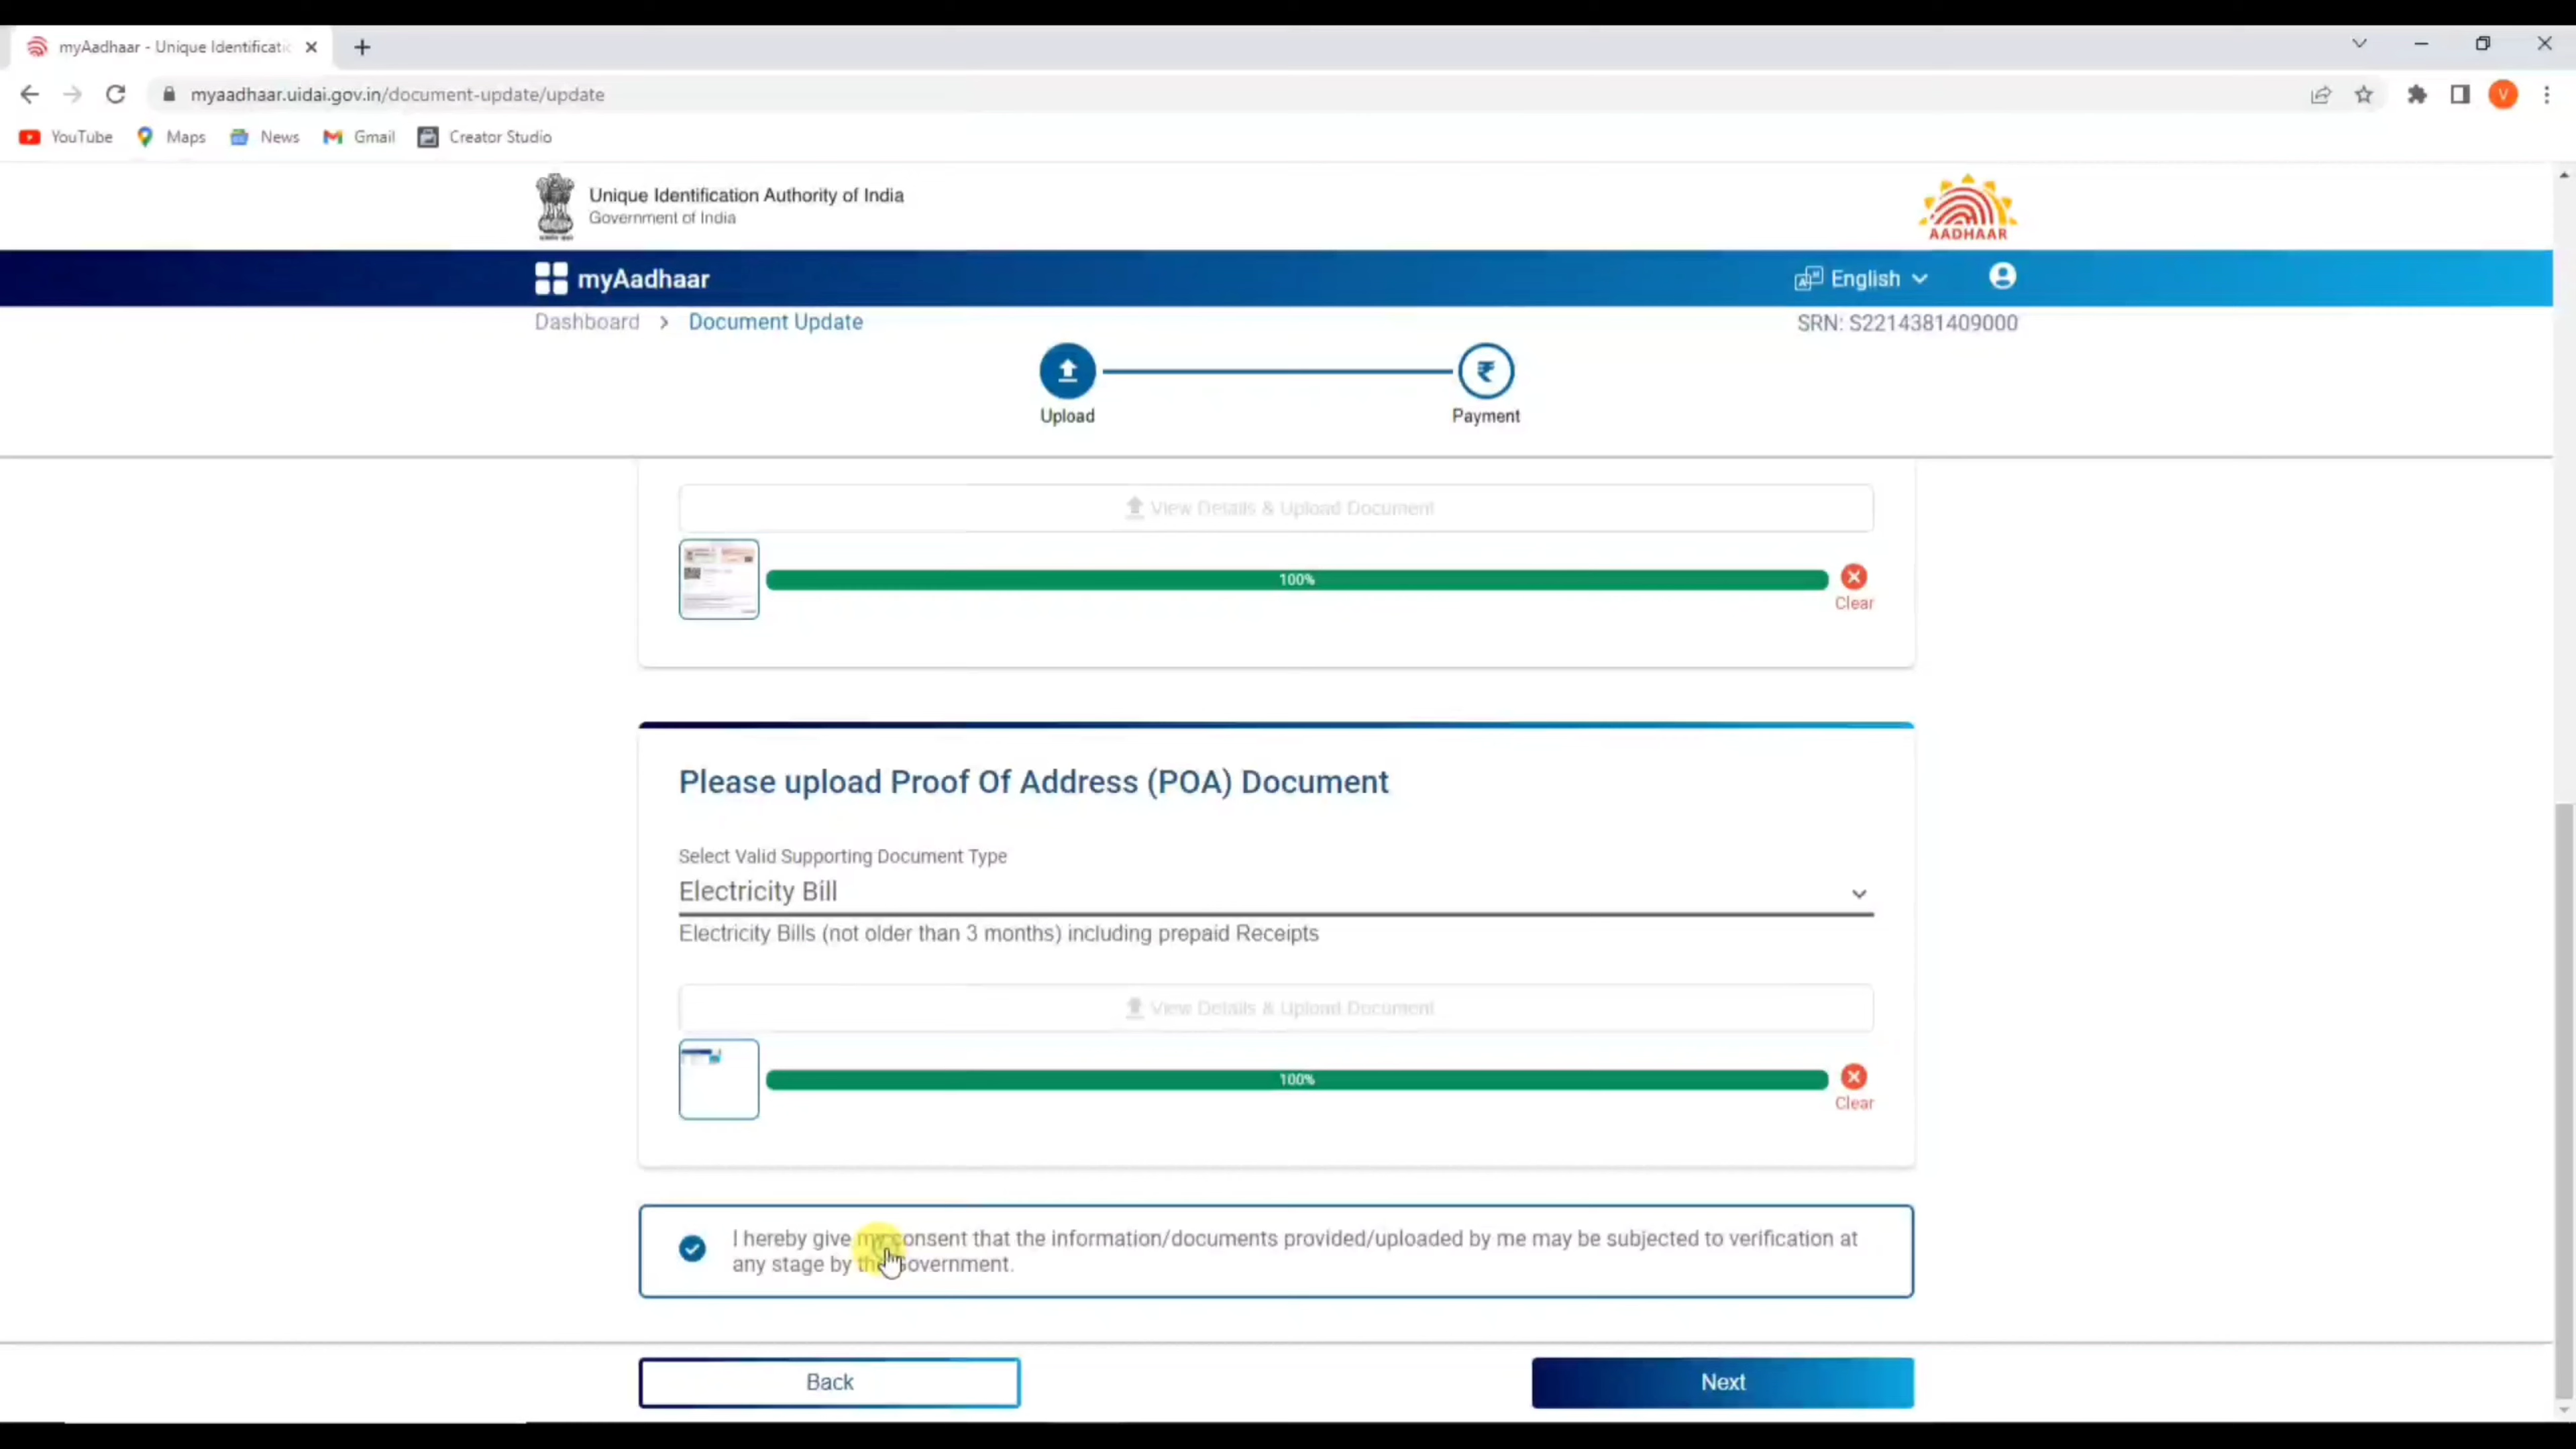 myAadhaar - Unique Identificatic
myaadhaar.uidai.gov.in/document-update/update
V
YouTube
Maps
News
Gmail
Creator Studio
Unique Identification Authority of India
Government of India
AADHAAR
myAadhaar
English
Dashboard > Document Update
SRN: S2214381409000
₹
Upload
Payment
View Details & Upload Document
100%
Clear
Please upload Proof Of Address (POA) Document
Select Valid Supporting Document Type
Electricity Bill
Electricity Bills (not older than 3 months) including prepaid Receipts
View Details & Upload Document
100%
Clear
I hereby give my consent that the information/documents provided/uploaded by me may be subjected to verification at
any stage by the Government.
Back
Next